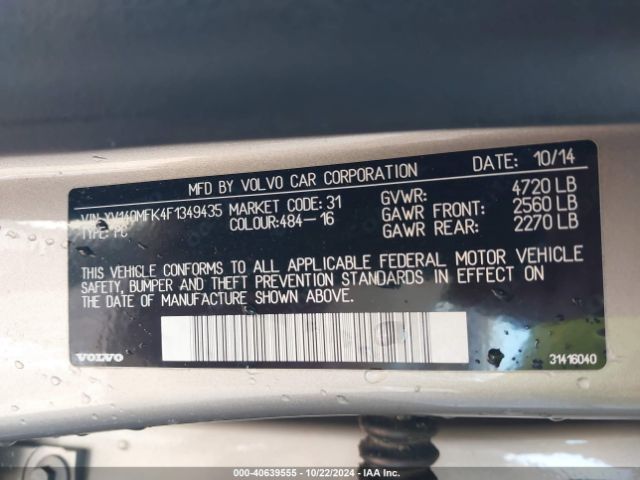 MFD BY VOLVO CAR CORPORATION DATE: 10/14
VIN XV140MFK4F1349435 MARKET CODE: 31 GVWR: 4720 LB
TYPE: PC COLOUR:484-16 GAWR FRONT: 2560 LB
GAWR REAR: 2270 LB
THIS VEHICLE CONFORMS TO ALL APPLICABLE FEDERAL MOTOR VEHICLE
SAFETY, BUMPER AND THEFT PREVENTION STANDARDS IN EFFECT ON
THE DATE OF MANUFACTURE SHOWN ABOVE.
VOLVO 31416040
000-40639555 - 10/22/2024 - IAA Inc.